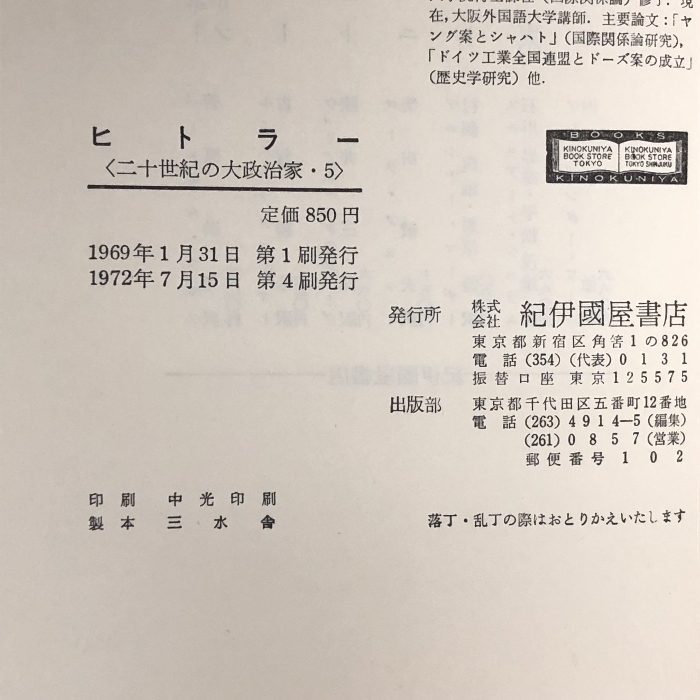 在,大阪外国語大学講師. 主要論文:「ヤ
ング案とシャハト」(国際関係論研究),
「ドイツ工業全国連盟とドーズ案の成立」
(歴史学研究)他.
ヒトラー
〈二十世紀の大政治家・5〉
定価850円
1969年1月31日 第1刷発行
1972年7月15日 第4刷発行
BOOKS
KINOKUNIYA
BOOK STORE
TOKYO
KINOKUNIYA
BOOK STORE
TOKYO SHINJUKU
KINOKUNIYA
発行所 株式会社 紀伊國屋書店
東京都新宿区角筈1の826
電話(354)(代表)0131
振替口座 東京125575
出版部 東京都千代田区五番町12番地
電話(263)4914—5(編集)
(261)0857(営業)
郵便番号 102
印刷 中光印刷
製本 三水舎
落丁・乱丁の際はおとりかえいたします